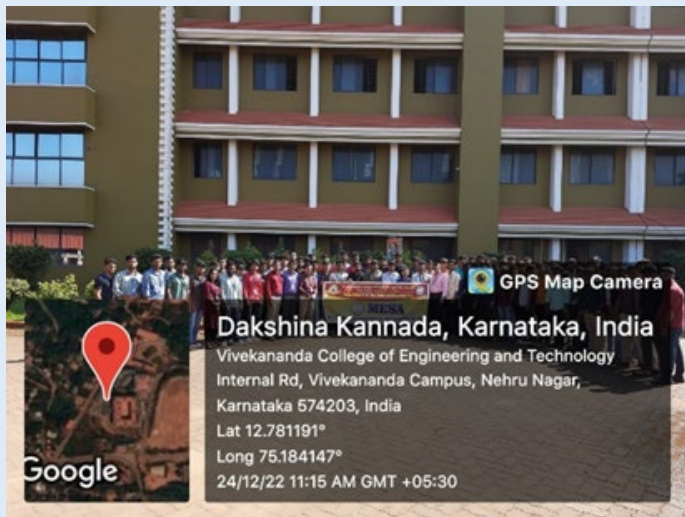 MESA
GPS Map Camera
Dakshina Kannada, Karnataka, India
Vivekananda College of Engineering and Technology
Internal Rd, Vivekananda Campus, Nehru Nagar,
Karnataka 574203, India
Lat 12.781191°
Long 75.184147°
24/12/22 11:15 AM GMT +05:30
Google